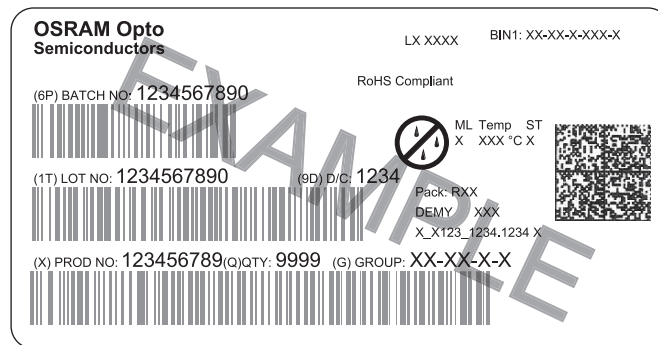 OSRAM Opto
Semiconductors
LX XXXX
BIN1: XX-XX-X-XXX-X
RoHS Compliant
(6P) BATCH NO: 1234567890
ML Temp ST
X XXX °C X
(1T) LOT NO: 1234567890 (9D) D/C: 1234
Pack: RXX
DEMY XXX
X_X123_1234.1234 X
(X) PROD NO: 123456789(Q)QTY: 9999 (G) GROUP: XX-XX-X-X
EXAMPLE